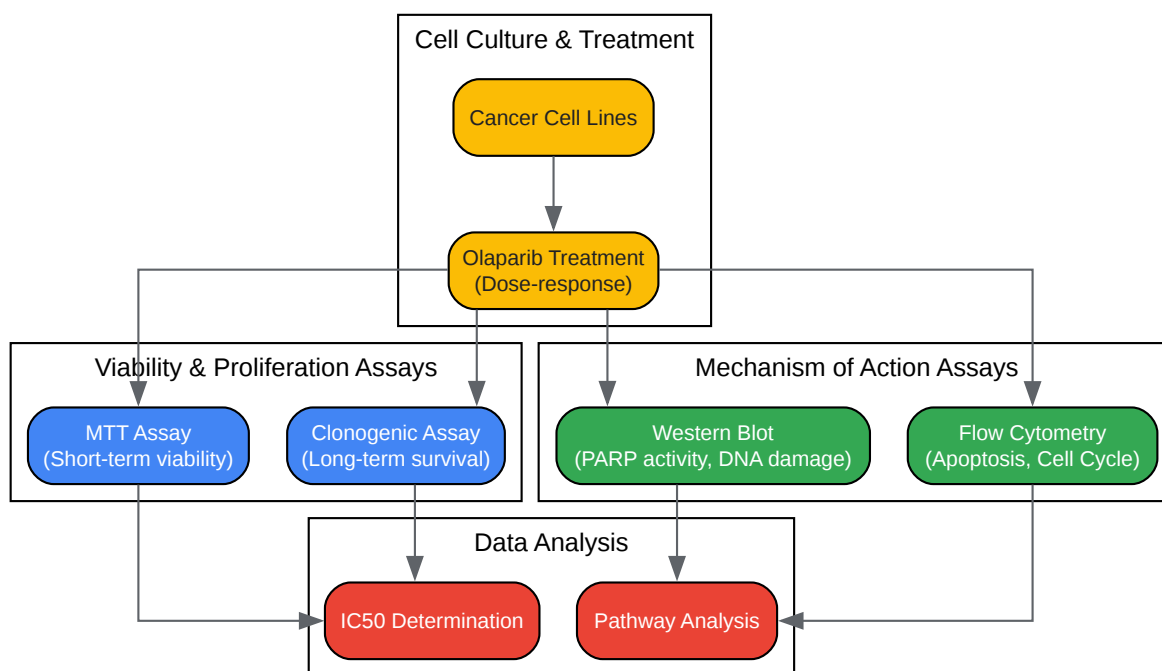 Cell Culture & Treatment
Cancer Cell Lines
Olaparib Treatment
(Dose-response)
Viability & Proliferation Assays
MTT Assay
(Short-term viability)
Clonogenic Assay
(Long-term survival)
Mechanism of Action Assays
Western Blot
(PARP activity, DNA damage)
Flow Cytometry
(Apoptosis, Cell Cycle)
Data Analysis
IC50 Determination
Pathway Analysis